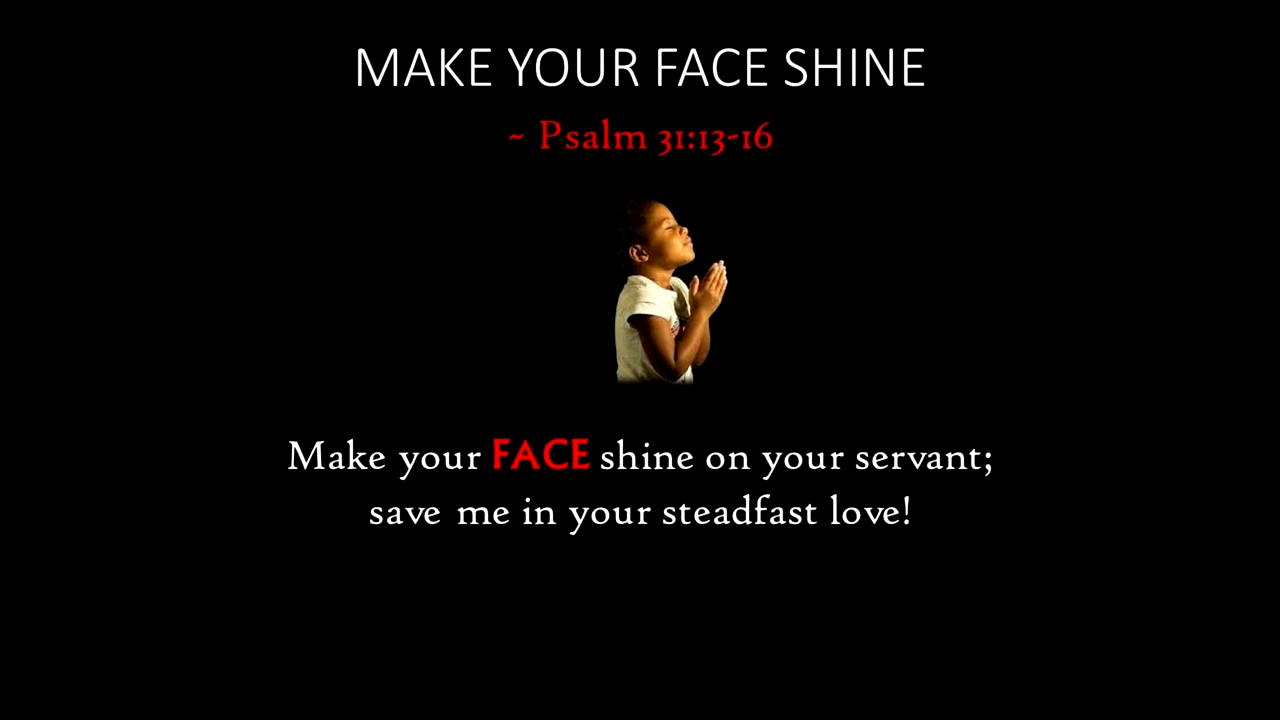 MAKE YOUR FACE SHINE
~ Psalm 31:13-16
Make your FACE shine on your servant;
save me in your steadfast love!